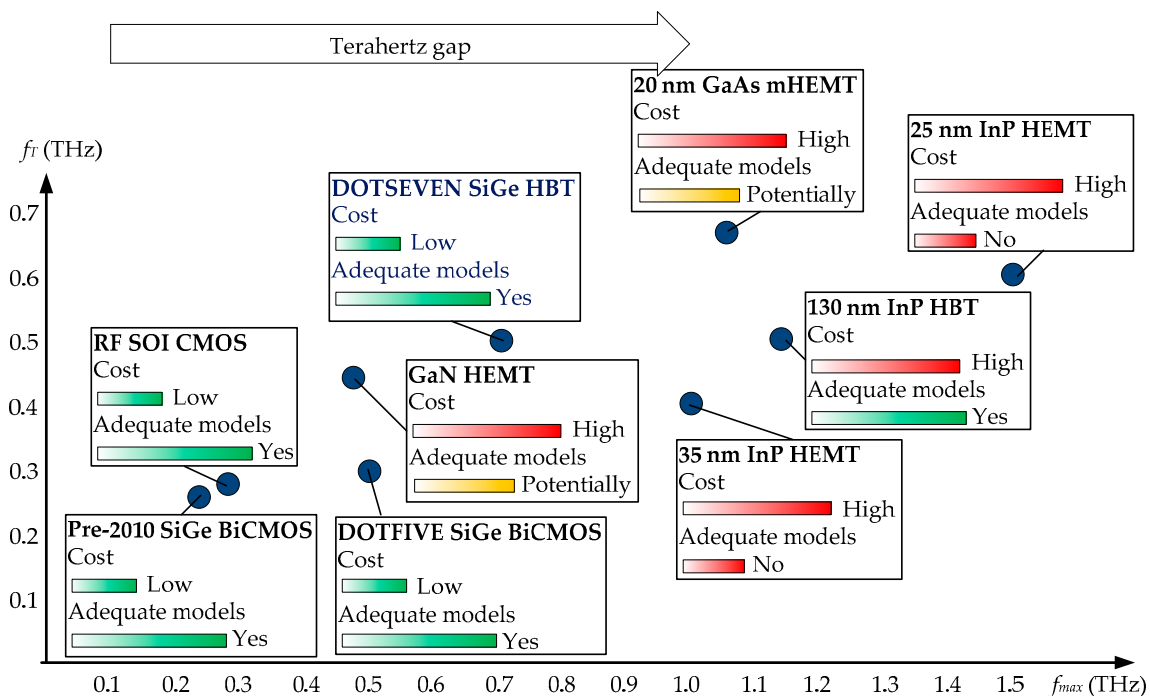 Terahertz gap
fT (THz)
0.7
0.6
0.5
0.4
0.3
0.2
0.1
20 nm GaAs mHEMT
Cost
High
Adequate models
Potentially
25 nm InP HEMT
Cost
High
Adequate models
No
DOTSEVEN SiGe HBT
Cost
Low
Adequate models
Yes
130 nm InP HBT
Cost
High
Adequate models
Yes
RF SOI CMOS
Cost
Low
Adequate models
Yes
GaN HEMT
Cost
High
Adequate models
Potentially
35 nm InP HEMT
Cost
High
Adequate models
No
Pre-2010 SiGe BiCMOS
Cost
Low
Adequate models
Yes
DOTFIVE SiGe BiCMOS
Cost
Low
Adequate models
Yes
0.1 0.2 0.3 0.4 0.5 0.6 0.7 0.8 0.9 1.0 1.1 1.2 1.3 1.4 1.5 fmax (THz)